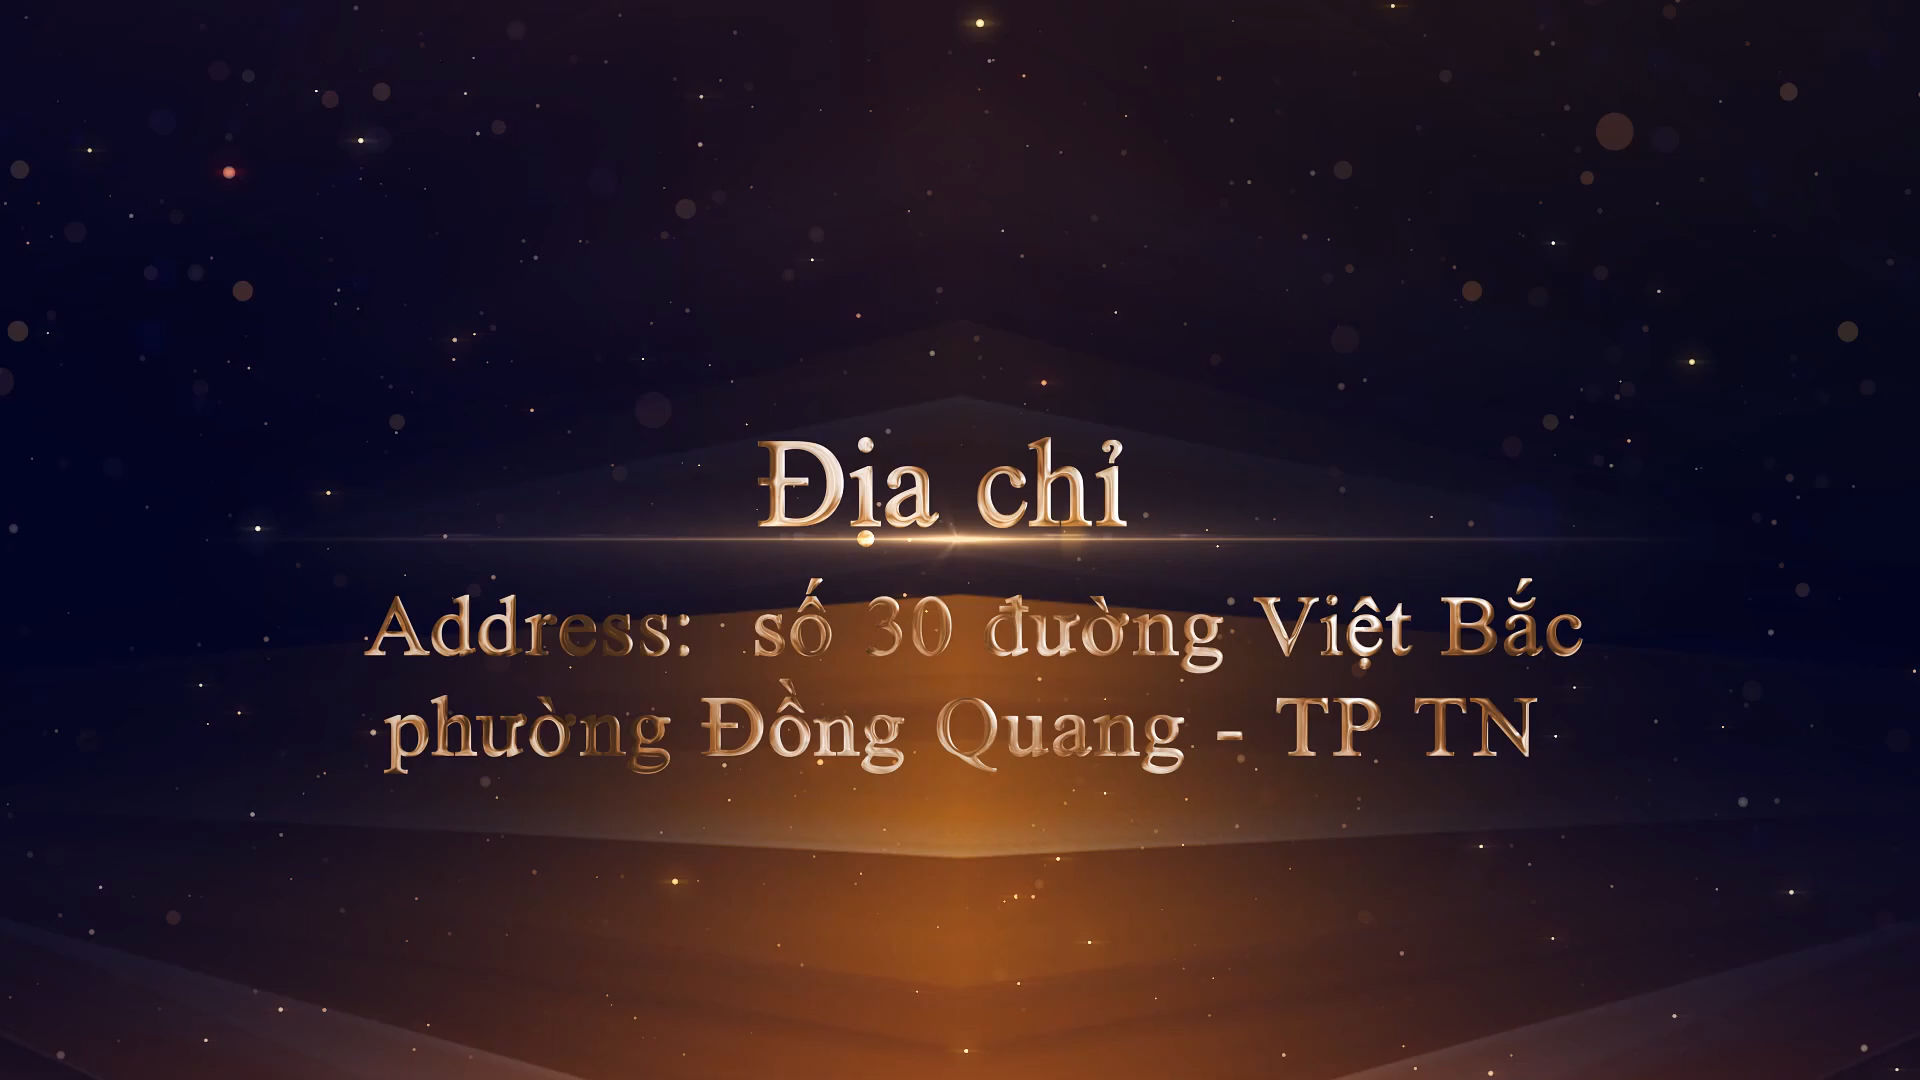 Địa chỉ
Address: số 30 đường Việt Bắc
phường Đồng Quang - TP TN